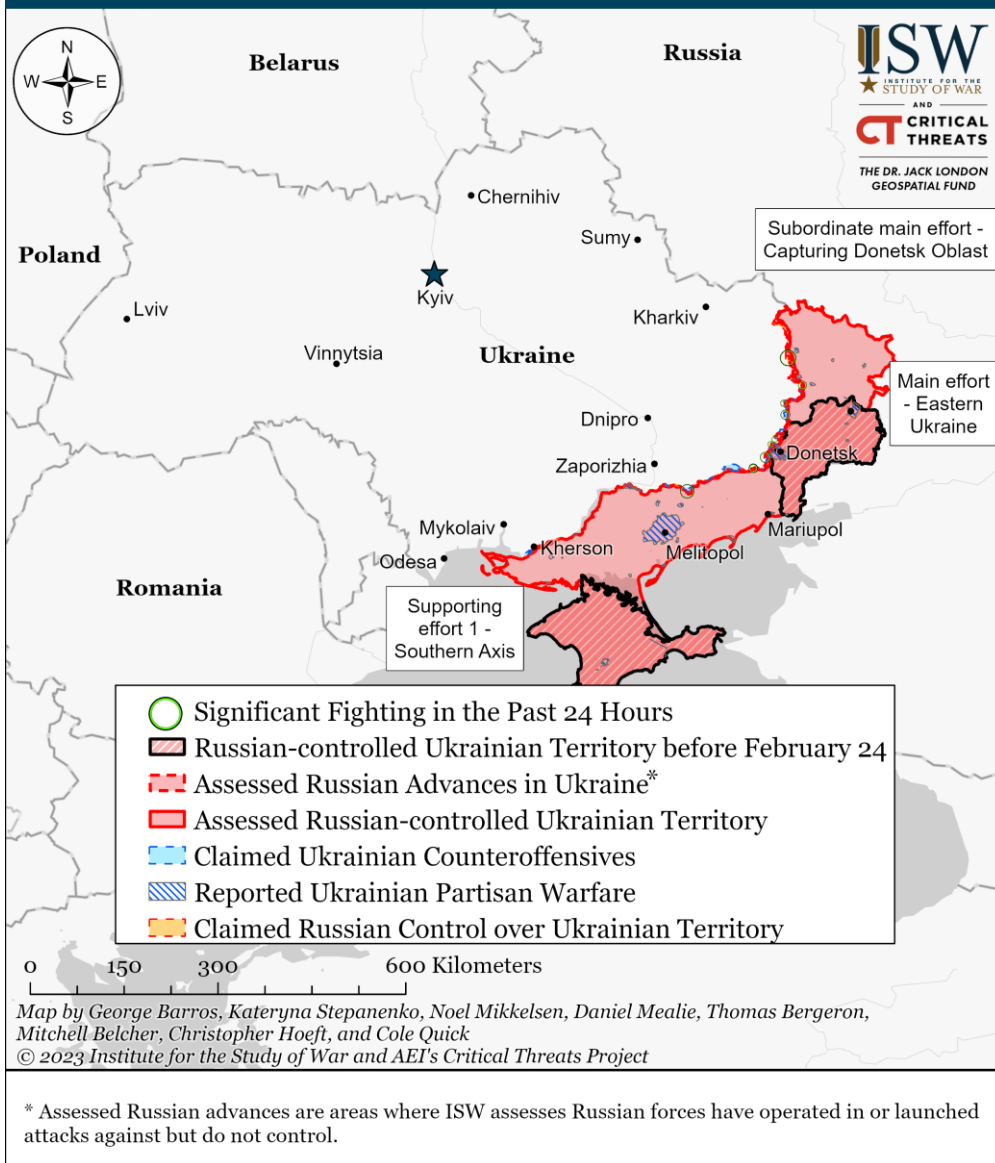 N
W
E
S
Belarus
Russia
ISW
INSTITUTE FOR THE
STUDY OF WAR
AND
CT CRITICAL
THREATS
THE DR. JACK LONDON
GEOSPATIAL FUND
Chernihiv
Subordinate main effort -
Capturing Donetsk Oblast
Sumy
Poland
Kyiv
Lviv
Kharkiv
Vinnytsia
Ukraine
Main effort
- Eastern
Ukraine
Dnipro
Donetsk
Zaporizhia
Mariupol
Mykolaiv
Kherson
Melitopol
Odesa
Romania
Supporting
effort 1 -
Southern Axis
Significant Fighting in the Past 24 Hours
Russian-controlled Ukrainian Territory before February 24
Assessed Russian Advances in Ukraine*
Assessed Russian-controlled Ukrainian Territory
Claimed Ukrainian Counteroffensives
Reported Ukrainian Partisan Warfare
Claimed Russian Control over Ukrainian Territory
0 150 300 600 Kilometers
Map by George Barros, Kateryna Stepanenko, Noel Mikkelsen, Daniel Mealie, Thomas Bergeron,
Mitchell Belcher, Christopher Hoeft, and Cole Quick
© 2023 Institute for the Study of War and AEI's Critical Threats Project
* Assessed Russian advances are areas where ISW assesses Russian forces have operated in or launched
attacks against but do not control.